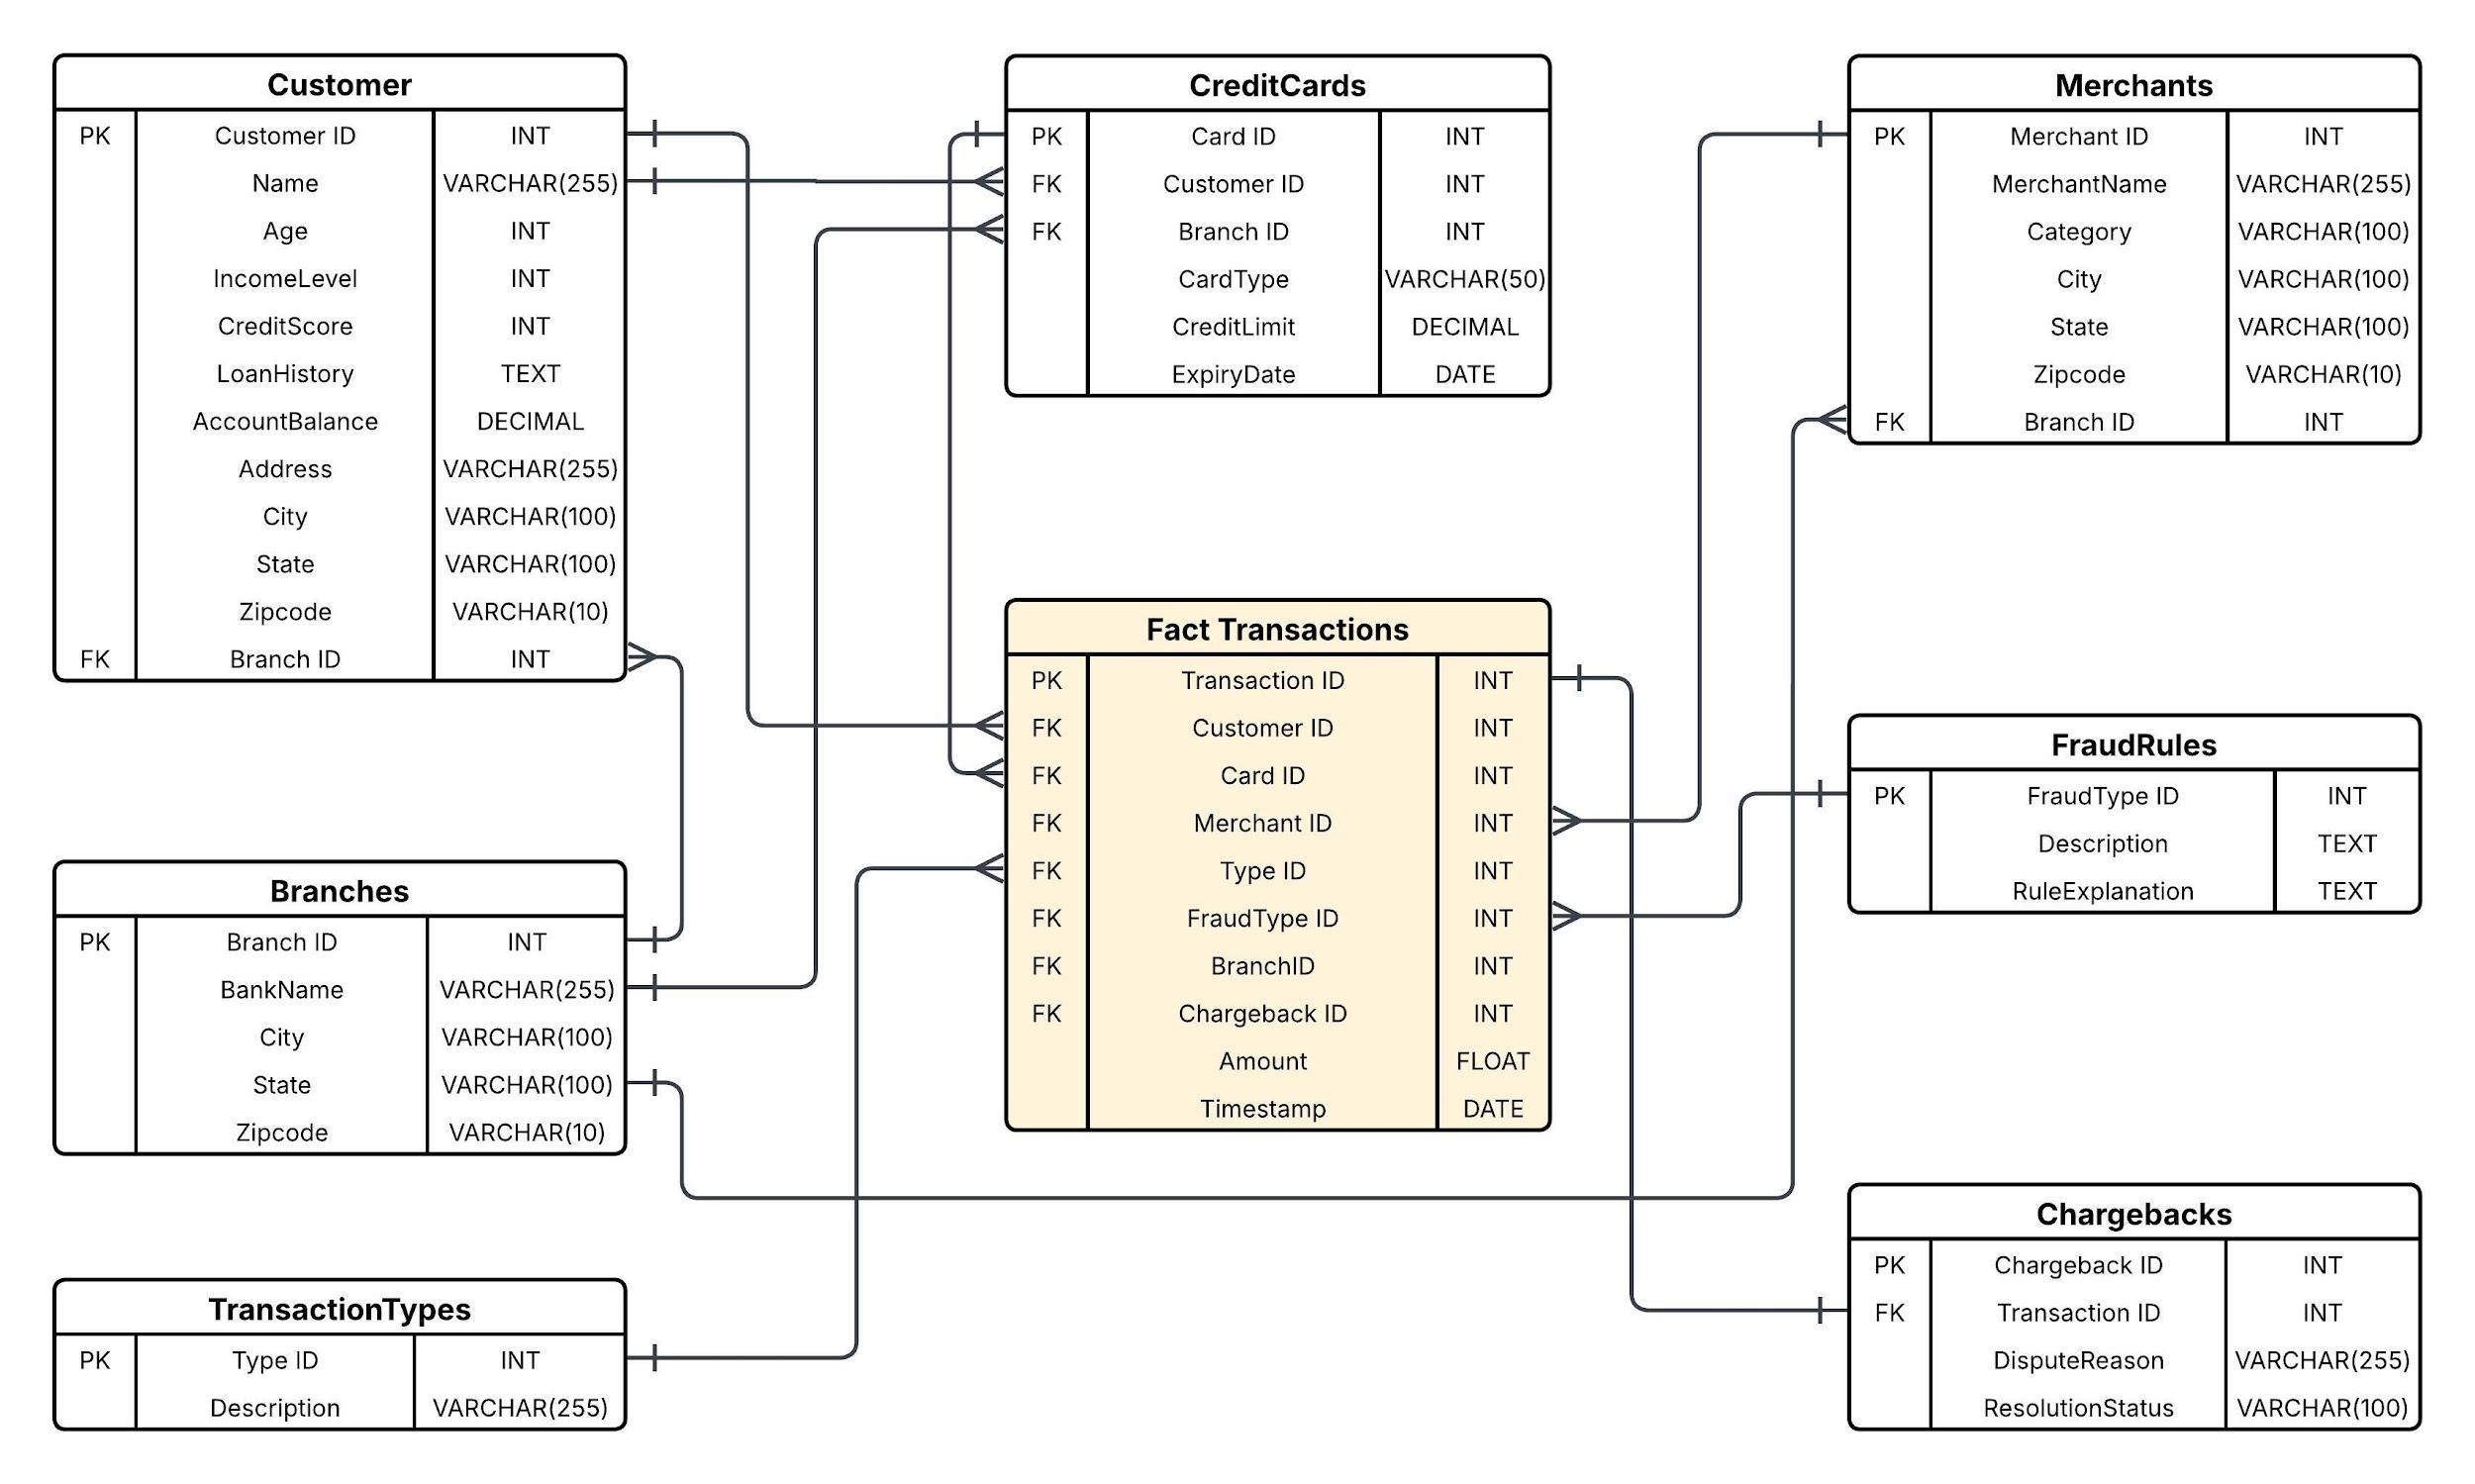 Customer
PK Customer ID INT
Name VARCHAR(255)
Age INT
IncomeLevel INT
CreditScore INT
LoanHistory TEXT
AccountBalance DECIMAL
Address VARCHAR(255)
City VARCHAR(100)
State VARCHAR(100)
Zipcode VARCHAR(10)
FK Branch ID INT
CreditCards
PK Card ID INT
FK Customer ID INT
FK Branch ID INT
CardType VARCHAR(50)
CreditLimit DECIMAL
ExpiryDate DATE
Merchants
PK Merchant ID INT
MerchantName VARCHAR(255)
Category VARCHAR(100)
City VARCHAR(100)
State VARCHAR(100)
Zipcode VARCHAR(10)
FK Branch ID INT
Fact Transactions
PK Transaction ID INT
FK Customer ID INT
FK Card ID INT
FK Merchant ID INT
FK Type ID INT
FK FraudType ID INT
FK BranchID INT
FK Chargeback ID INT
Amount FLOAT
Timestamp DATE
FraudRules
PK FraudType ID INT
Description TEXT
RuleExplanation TEXT
Branches
PK Branch ID INT
BankName VARCHAR(255)
City VARCHAR(100)
State VARCHAR(100)
Zipcode VARCHAR(10)
Chargebacks
PK Chargeback ID INT
FK Transaction ID INT
DisputeReason VARCHAR(255)
ResolutionStatus VARCHAR(100)
TransactionTypes
PK Type ID INT
Description VARCHAR(255)